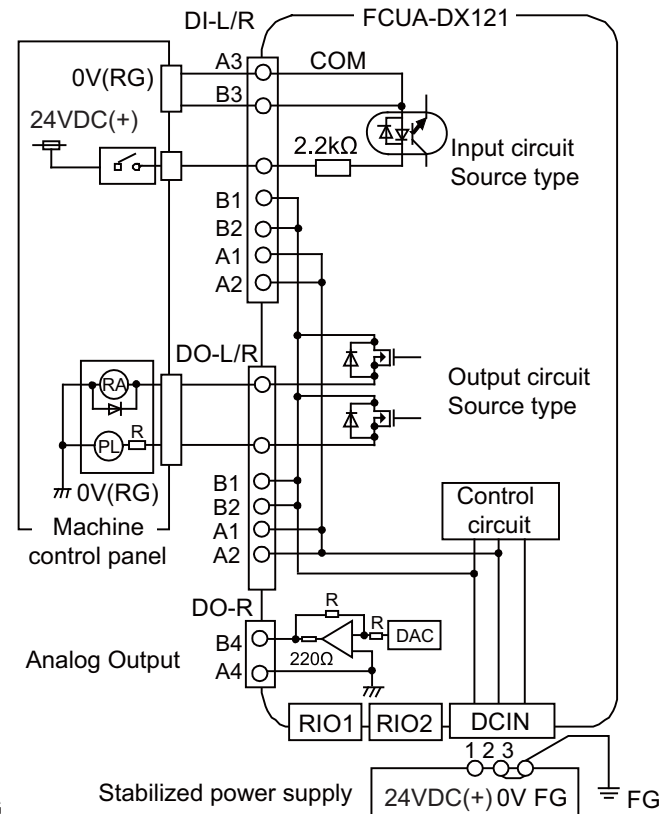 DI-L/R
FCUA-DX121
A3
COM
0V(RG)
B3
24VDC(+)
2.2kΩ
Input circuit
Source type
B1
B2
A1
A2
DO-L/R
RA
Output circuit
Source type
PL
R
B1
B2
A1
A2
0V(RG)
Machine
control panel
Control
circuit
DO-R
R
B4
R
DAC
220Ω
A4
Analog Output
RIO1
RIO2
DCIN
1 2 3
Stabilized power supply
24VDC(+) 0V FG
FG